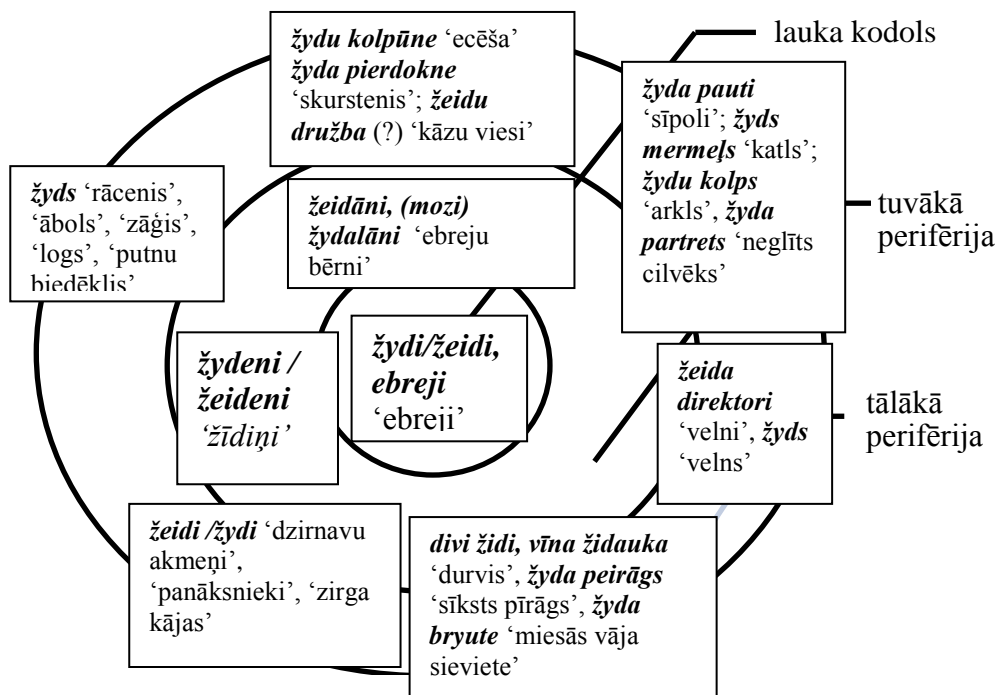 žydu kolpūne ‘ecēša’
žyda pierdokne
‘skurstenis’; žeidu
družba (?) ‘kāzu viesi’
lauka kodols
žyda pauti
‘sīpoli’; žyds
mermeļs ‘katls’;
žydu kolps
‘arkls’, žyda
partrets ‘neglīts
cilvēks’
tuvākā
perifērija
žyds ‘rācenis’,
‘ābols’, ‘zāģis’,
‘logs’, ‘putnu
biedēklis’
žeidāni, (mozi)
žydalāni ‘ebreju
bērni’
žydeni /
žeideni
‘žīdiņi’
žydi/žeidi,
ebreji
‘ebreji’
žeida
direktori
‘velni’, žyds
‘velns’
tālākā
perifērija
žeidi /žydi ‘dzirnavu
akmeņi’,
‘panāksnieki’, ‘zirga
kājas’
divi židi, vīna židauka
‘durvis’, žyda peirāgs
‘sīksts pīrāgs’, žyda
bryute ‘miesās vāja
sieviete’